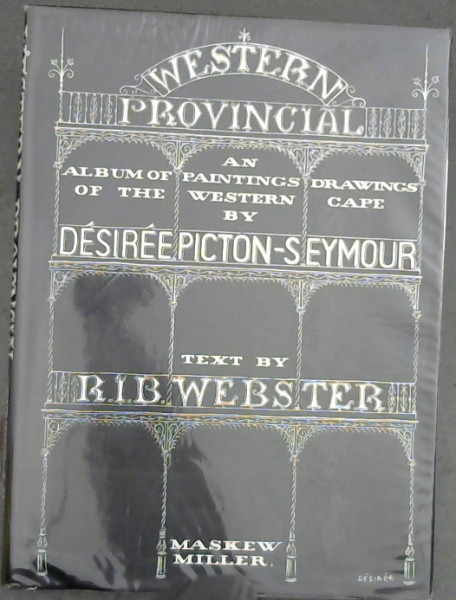 WESTERN
PROVINCIAL
AN
ALBUM OF PAINTINGS DRAWINGS
OF THE WESTERN CAPE
BY
DÉSIRÉE PICTON-SEYMOUR
TEXT BY
R.I.B. WEBSTER
MASKEW
MILLER.
DÉSIRÉE